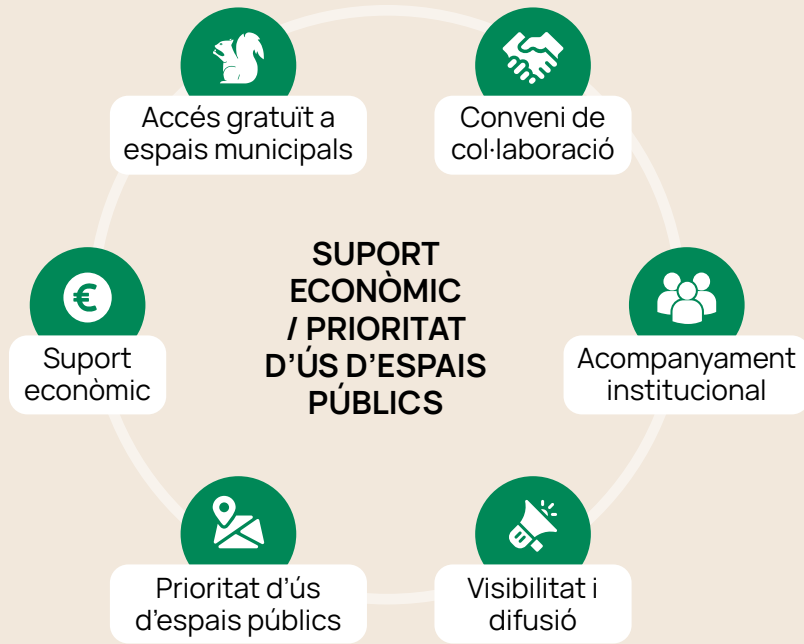 Accés gratuït a
espais municipals
Conveni de
col·laboració
SUPORT
ECONÒMIC
/ PRIORITAT
D’ÚS D’ESPAIS
PÚBLICS
Suport
econòmic
Acompanyament
institucional
Prioritat d’ús
d’espais públics
Visibilitat i
difusió